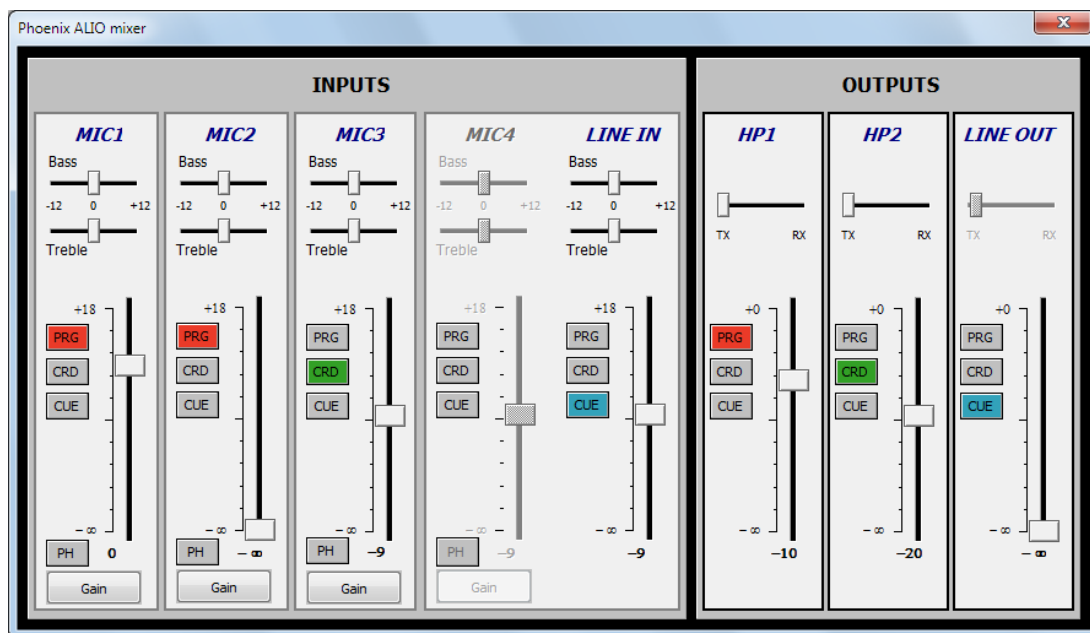 Phoenix ALIO mixer
INPUTS
OUTPUTS
MIC1 MIC2 MIC3 MIC4 LINE IN HP1 HP2 LINE OUT
Bass Bass Bass Bass Bass
-12 0 +12 -12 0 +12 -12 0 +12 -12 0 +12 -12 0 +12 TX RX TX RX TX RX
Treble Treble Treble Treble Treble
+18 +18 +18 +18 +18 +0 +0 +0
PRG PRG PRG PRG PRG PRG PRG PRG
CRD CRD CRD CRD CRD CRD CRD CRD
CUE CUE CUE CUE CUE CUE CUE CUE
-∞ -∞ -∞ -∞ -∞ -∞ -∞ -∞
PH 0 PH -∞ PH -9 PH -9 -9 -10 -20 -∞
Gain Gain Gain Gain